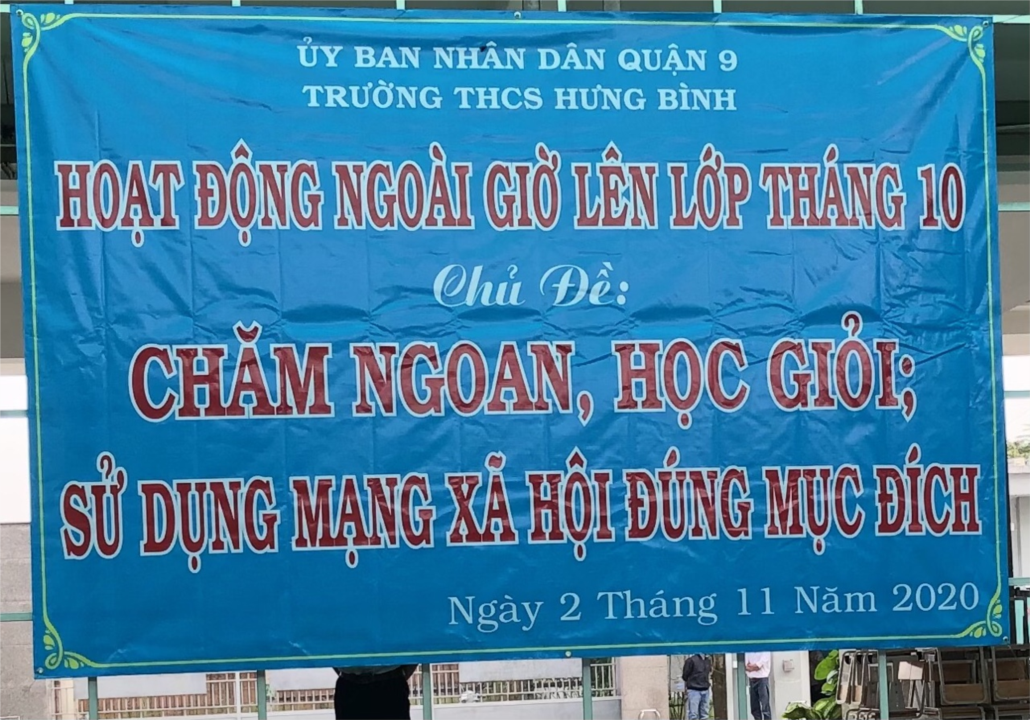 ỦY BAN NHÂN DÂN QUẬN 9
TRƯỜNG THCS HƯNG BÌNH
HOẠT ĐỘNG NGOÀI GIỜ LÊN LỚP THÁNG 10
Chủ Đề:
CHĂM NGOAN, HỌC GIỎI;
SỬ DỤNG MẠNG XÃ HỘI ĐÚNG MỤC ĐÍCH
Ngày 2 Tháng 11 Năm 2020